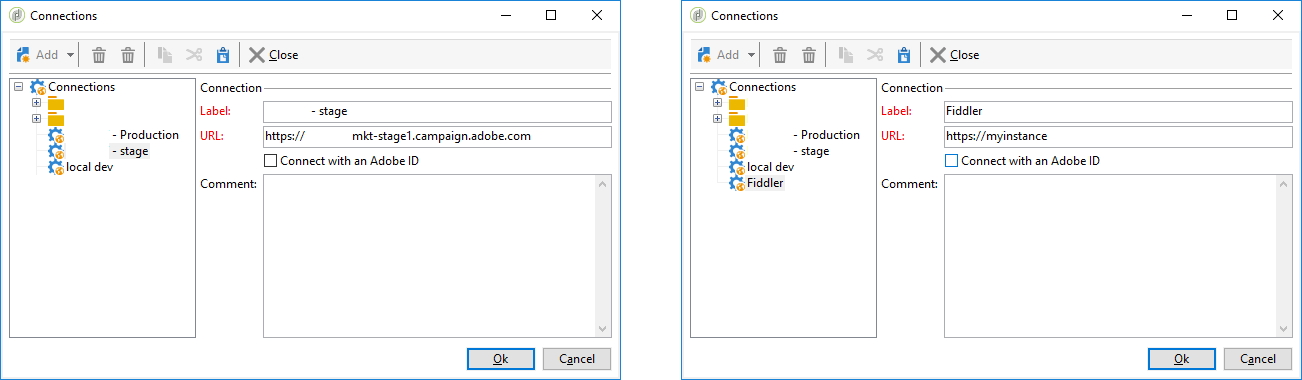 Connections
Add
Close
Connections
- Production
- stage
local dev
Connection
Label:
- stage
URL:
https:// mkt-stage1.campaign.adobe.com
Connect with an Adobe ID
Comment:
Ok
Cancel
Connections
Add
Close
Connections
- Production
- stage
local dev
Fiddler
Connection
Label:
Fiddler
URL:
https://myinstance
Connect with an Adobe ID
Comment:
Ok
Cancel